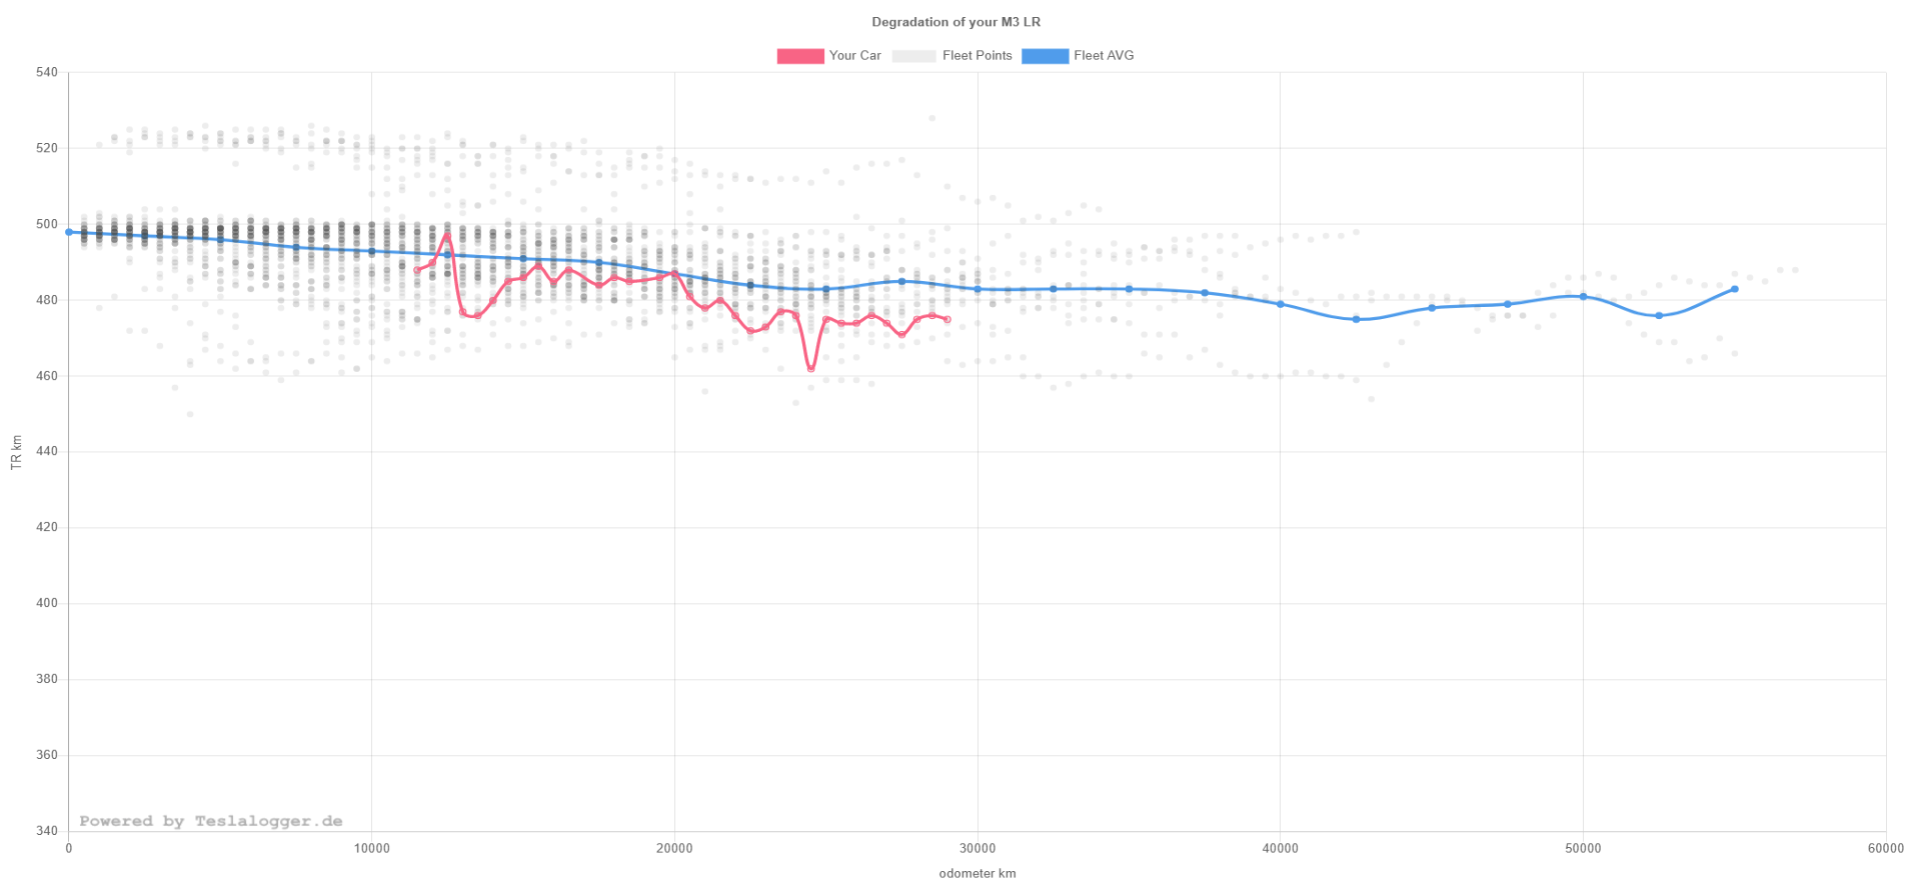 Degradation of your M3 LR
Your Car Fleet Points Fleet AVG
540
520
500
480
460
440
420
400
380
360
340
TR km
Powered by Teslalogger.de
0 10000 20000 30000 40000 50000 60000
odometer km